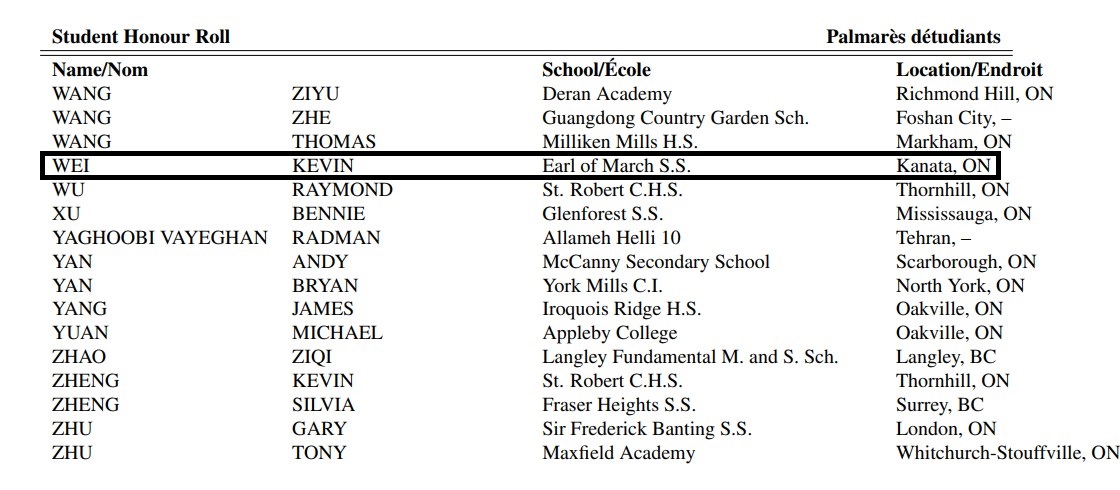 Student Honour Roll Palmarès détudiants
Name/Nom School/École Location/Endroit
WANG ZIYU Deran Academy Richmond Hill, ON
WANG ZHE Guangdong Country Garden Sch. Foshan City, –
WANG THOMAS Milliken Mills H.S. Markham, ON
WEI KEVIN Earl of March S.S. Kanata, ON
WU RAYMOND St. Robert C.H.S. Thornhill, ON
XU BENNIE Glenforest S.S. Mississauga, ON
YAGHOOBI VAYEGHAN RADMAN Allameh Helli 10 Tehran, –
YAN ANDY McCanny Secondary School Scarborough, ON
YAN BRYAN York Mills C.I. North York, ON
YANG JAMES Iroquois Ridge H.S. Oakville, ON
YUAN MICHAEL Appleby College Oakville, ON
ZHAO ZIQI Langley Fundamental M. and S. Sch. Langley, BC
ZHENG KEVIN St. Robert C.H.S. Thornhill, ON
ZHENG SILVIA Fraser Heights S.S. Surrey, BC
ZHU GARY Sir Frederick Banting S.S. London, ON
ZHU TONY Maxfield Academy Whitchurch-Stouffville, ON